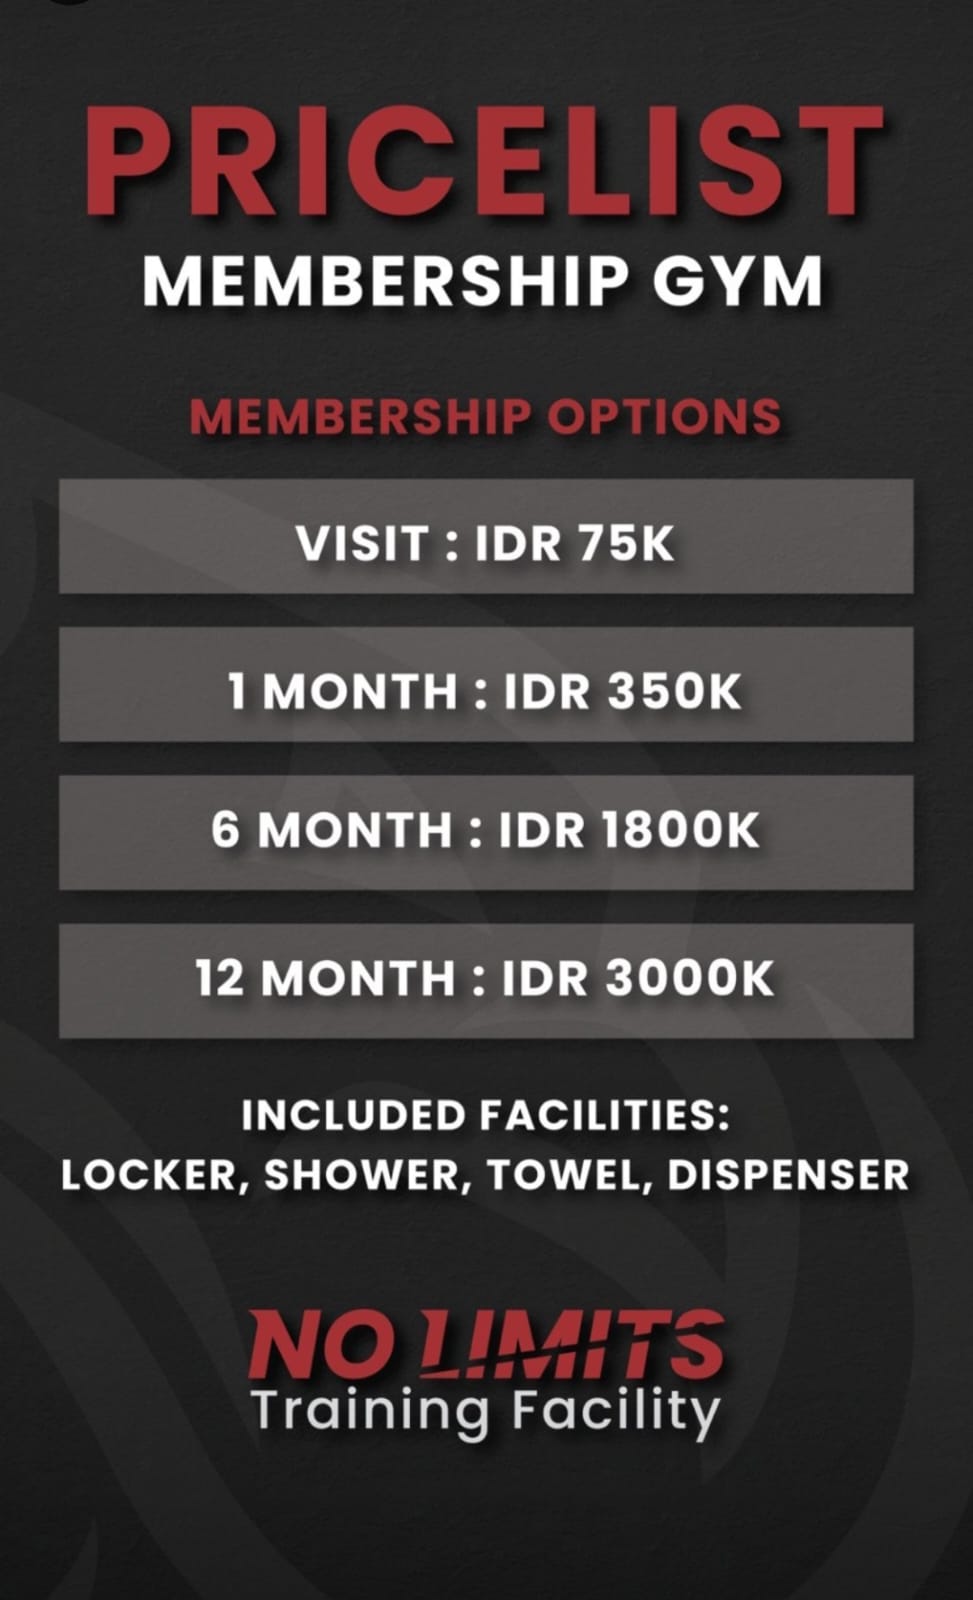 PRICELIST
MEMBERSHIP GYM
MEMBERSHIP OPTIONS
VISIT : IDR 75K
1 MONTH : IDR 350K
6 MONTH : IDR 1800K
12 MONTH : IDR 3000K
INCLUDED FACILITIES:
LOCKER, SHOWER, TOWEL, DISPENSER
NO LIMITS
Training Facility